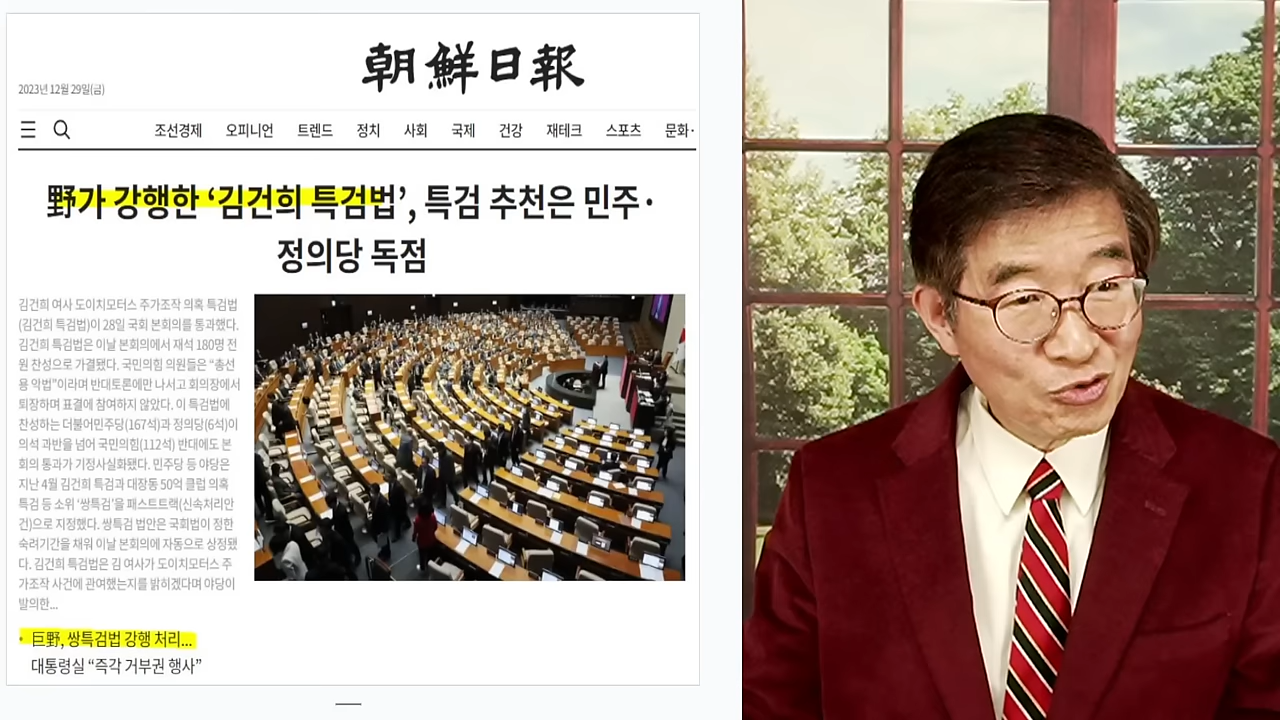 朝鮮日報
2023년 12월 29일(금)
조선경제 오피니언 트렌드 정치 사회 국제 건강 재테크 스포츠 문화·
野가 강행한 ‘김건희 특검법’, 특검 추천은 민주·
정의당 독점
김건희 여사 도이치모터스 주가조작 의혹 특검법
(김건희 특검법)이 28일 국회 본회의를 통과했다.
김건희 특검법은 이날 본회의에서 재석 180명 전
원 찬성으로 가결됐다. 국민의힘 의원들은 “총선
용 악법”이라며 반대토론에만 나서고 회의장에서
퇴장하며 표결에 참여하지 않았다. 이 특검법에
찬성하는 더불어민주당(167석)과 정의당(6석)이
의석 과반을 넘어 국민의힘(112석) 반대에도 본
회의 통과가 기정사실화됐다. 민주당 등 야당은
지난 4월 김건희 특검과 대장동 50억 클럽 의혹
특검 등 소위 ‘쌍특검’을 패스트트랙(신속처리안
건)으로 지정했다. 쌍특검 법안은 국회법이 정한
숙려기간을 채워 이날 본회의에 자동으로 상정됐
다. 김건희 특검법은 김 여사가 도이치모터스 주
가조작 사건에 관여했는지를 밝히겠다며 야당이
발의한...
• 巨野, 쌍특검법 강행 처리...
대통령실 “즉각 거부권 행사”